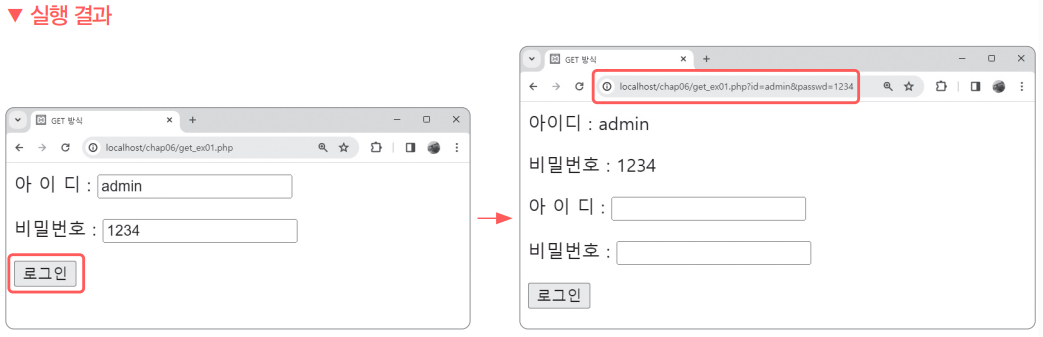 ▼ 실행 결과
GET 방식
localhost/chap06/get_ex01.php
아 이 디 : admin
비밀번호 : 1234
로그인
GET 방식
localhost/chap06/get_ex01.php?id=admin&passwd=1234
아이디 : admin
비밀번호 : 1234
아 이 디 :
비밀번호 :
로그인